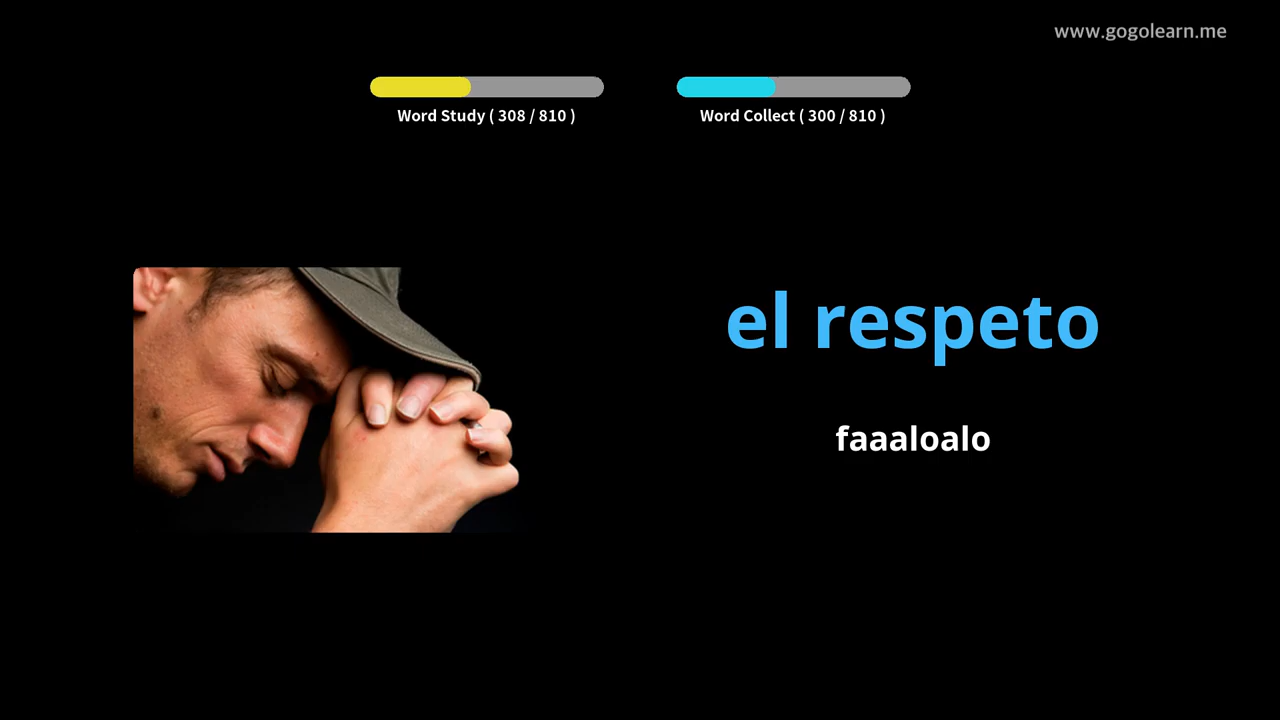 www.gogolearn.me
Word Study ( 308 / 810 )
Word Collect ( 300 / 810 )
el respeto
faaaloalo